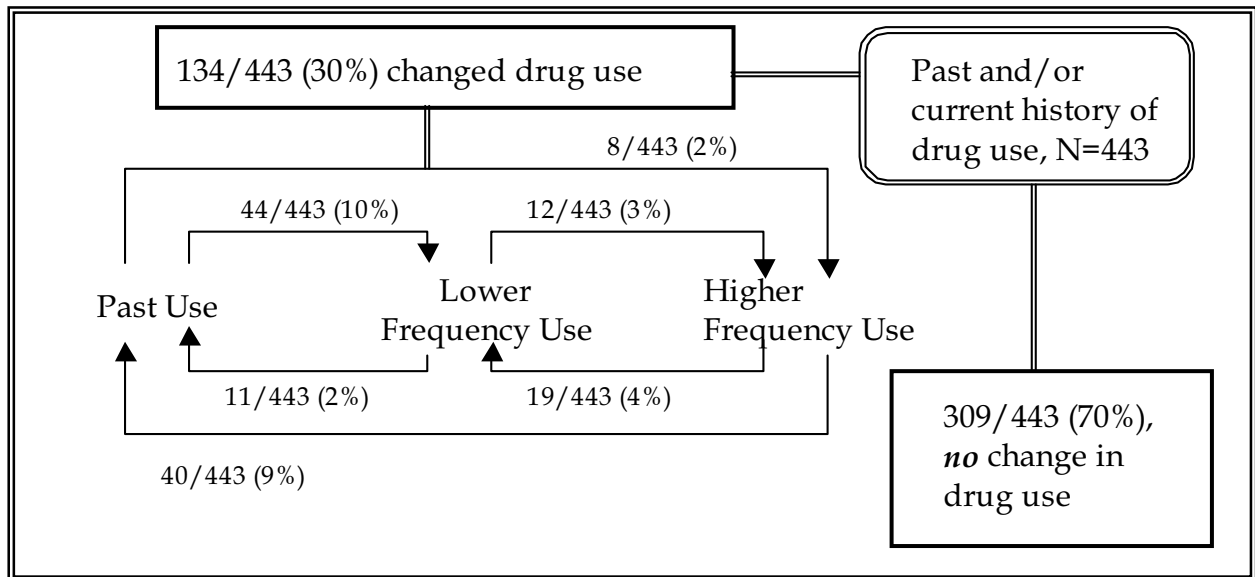 134/443 (30%) changed drug use
Past and/or
current history of
drug use, N=443
8/443 (2%)
44/443 (10%)
12/443 (3%)
Past Use
Lower
Frequency Use
Higher
Frequency Use
11/443 (2%)
19/443 (4%)
40/443 (9%)
309/443 (70%),
no change in
drug use